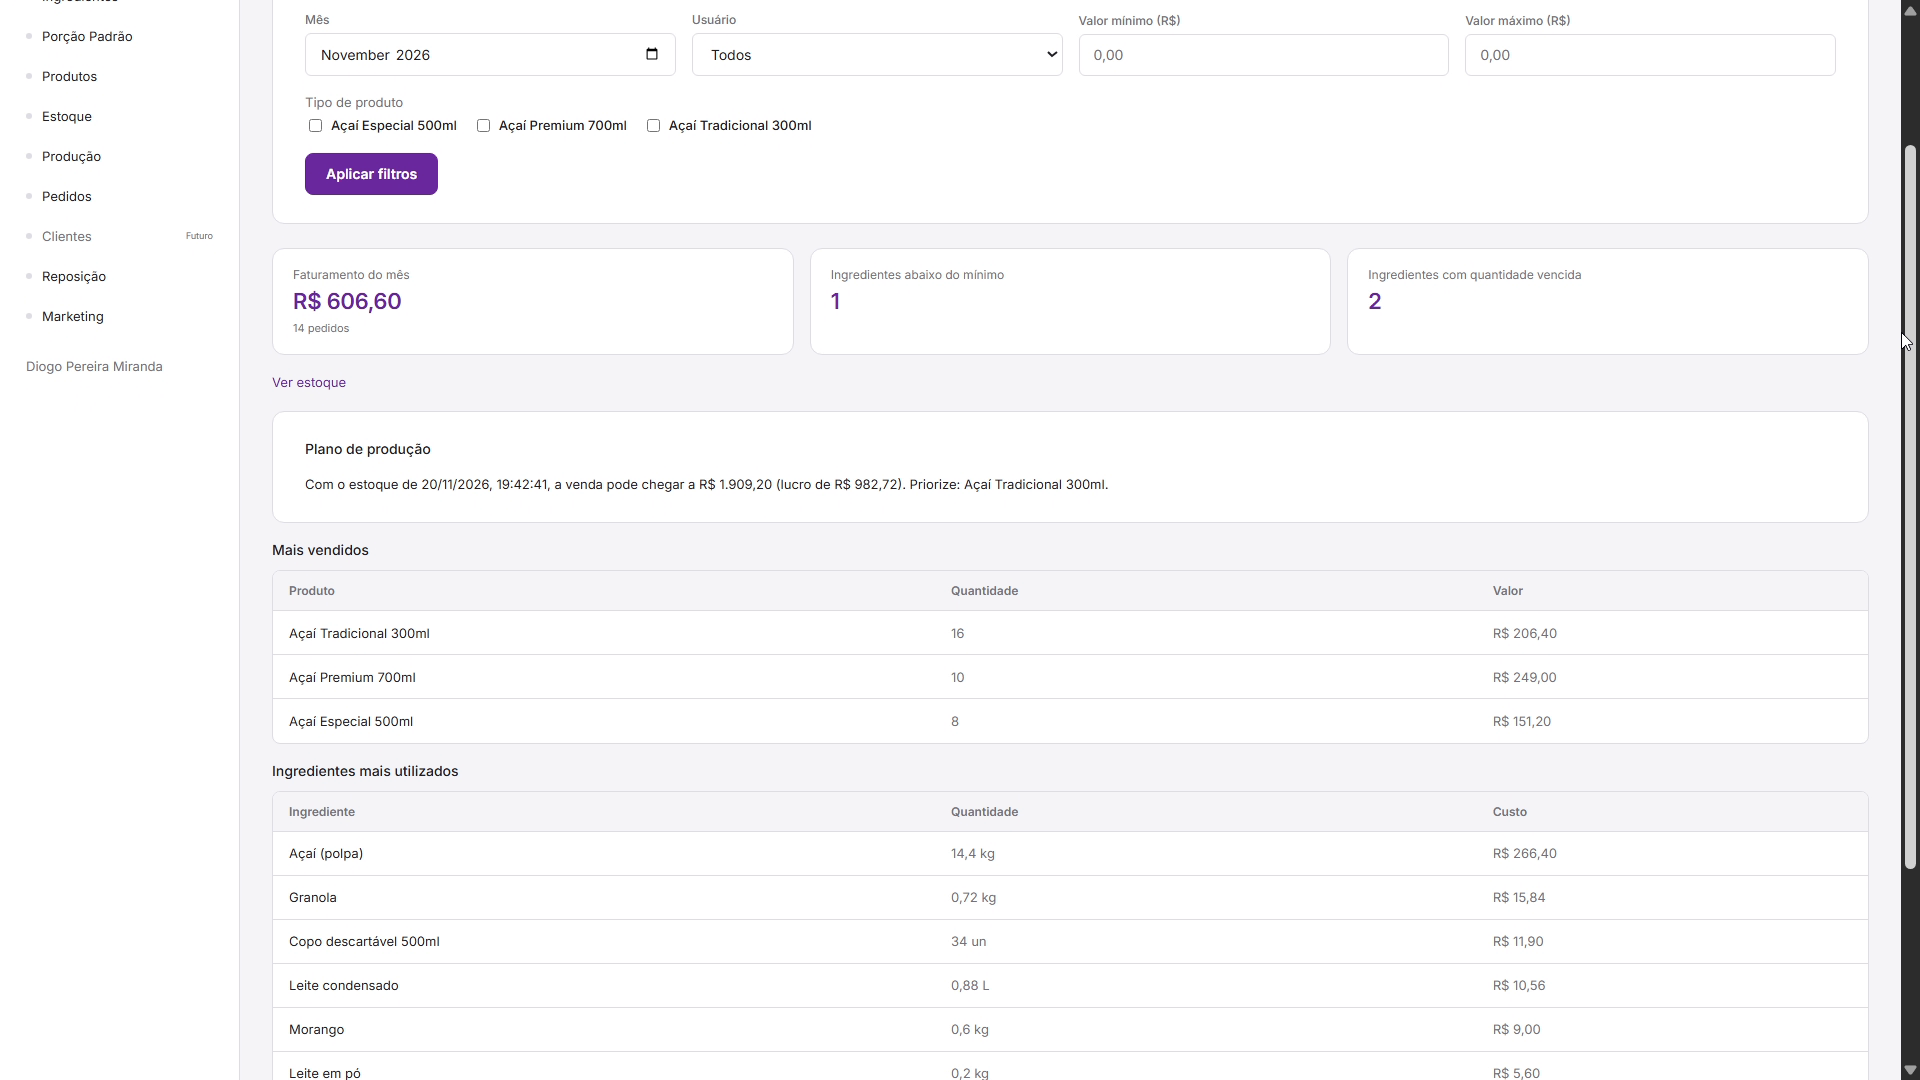 Porção Padrão
Produtos
Estoque
Produção
Pedidos
Clientes Futuro
Reposição
Marketing
Diogo Pereira Miranda
Mês Usuário Valor mínimo (R$) Valor máximo (R$)
November 2026 Todos 0,00 0,00
Tipo de produto
Açaí Especial 500ml Açaí Premium 700ml Açaí Tradicional 300ml
Aplicar filtros
Faturamento do mês Ingredientes abaixo do mínimo Ingredientes com quantidade vencida
R$ 606,60 1 2
14 pedidos
Ver estoque
Plano de produção
Com o estoque de 20/11/2026, 19:42:41, a venda pode chegar a R$ 1.909,20 (lucro de R$ 982,72). Priorize: Açaí Tradicional 300ml.
Mais vendidos
Produto Quantidade Valor
Açaí Tradicional 300ml 16 R$ 206,40
Açaí Premium 700ml 10 R$ 249,00
Açaí Especial 500ml 8 R$ 151,20
Ingredientes mais utilizados
Ingrediente Quantidade Custo
Açaí (polpa) 14,4 kg R$ 266,40
Granola 0,72 kg R$ 15,84
Copo descartável 500ml 34 un R$ 11,90
Leite condensado 0,88 L R$ 10,56
Morango 0,6 kg R$ 9,00
Leite em pó 0,2 kg R$ 5,60